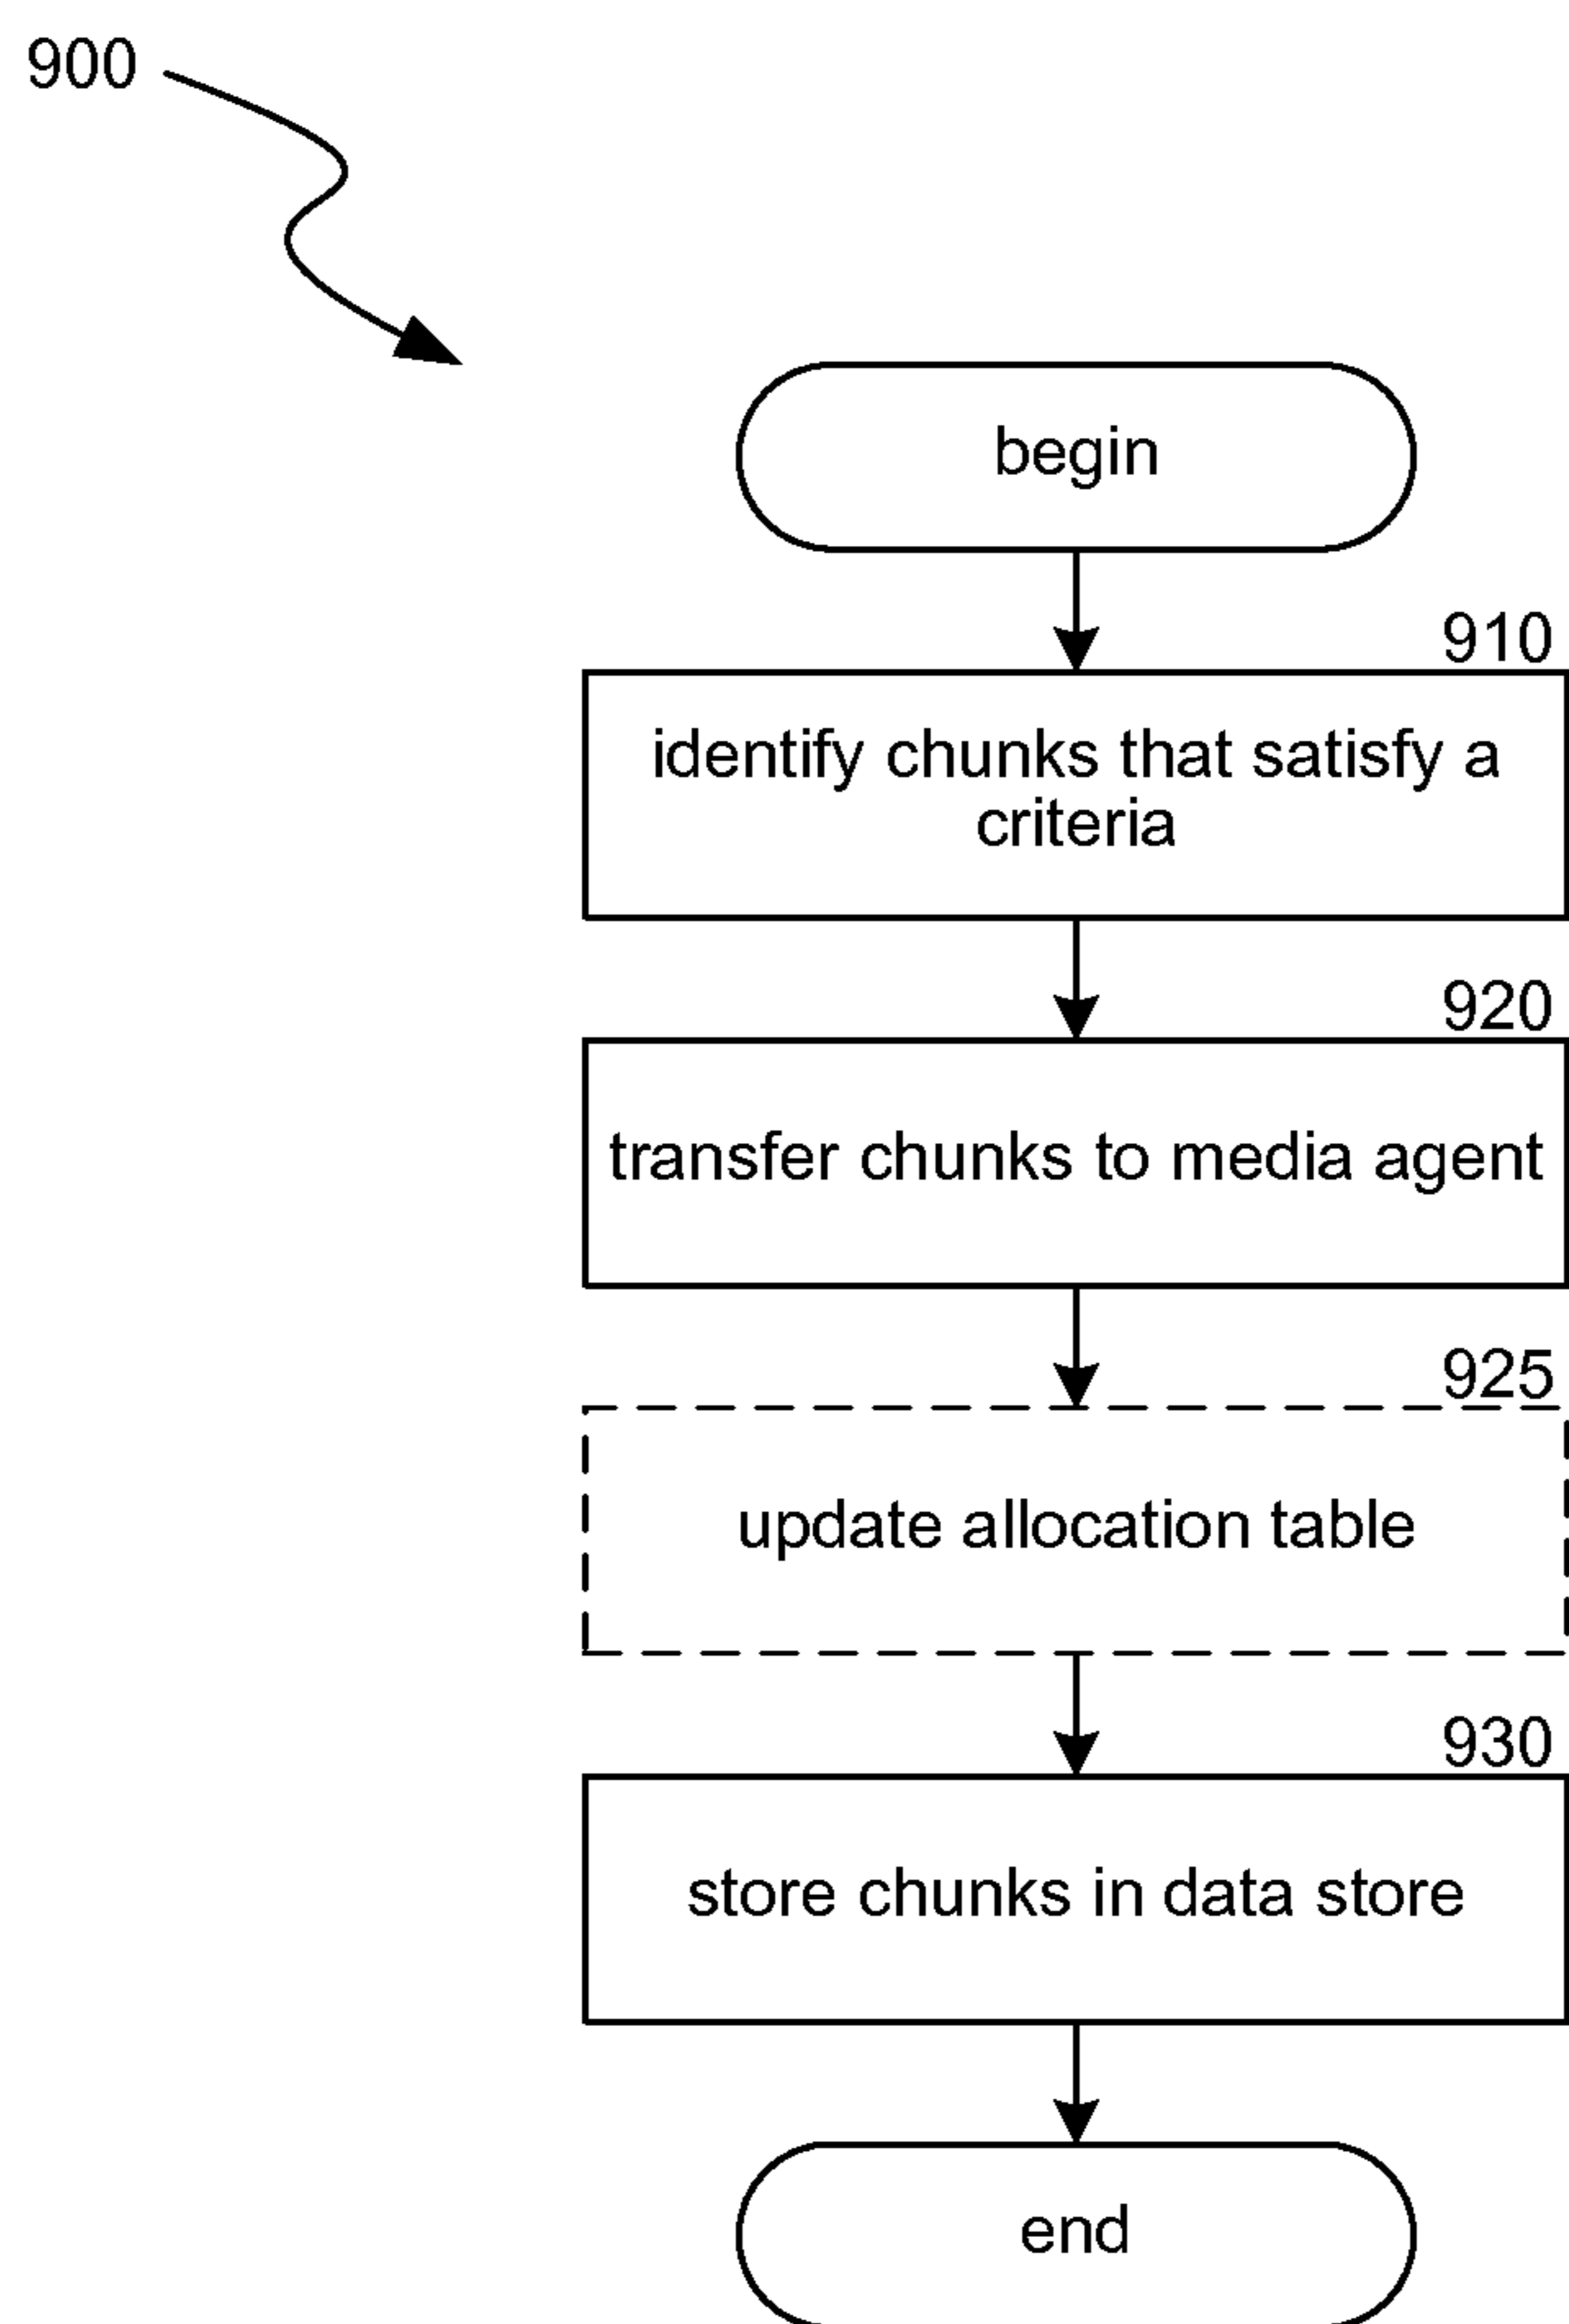 900
begin
910
identify chunks that satisfy a
criteria
920
transfer chunks to media agent
925
update allocation table
930
store chunks in data store
end